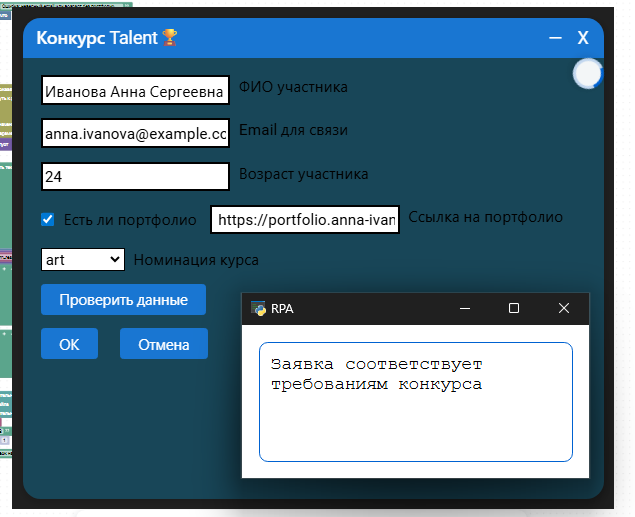 Конкурс Talent 🏆 — X
Иванова Анна Сергеевна ФИО участника
anna.ivanova@example.cc Email для связи
24 Возраст участника
Есть ли портфолио https://portfolio.anna-ivan Ссылка на портфолио
art Номинация курса
Проверить данные
OK Отмена
RPA
Заявка соответствует
требованиям конкурса